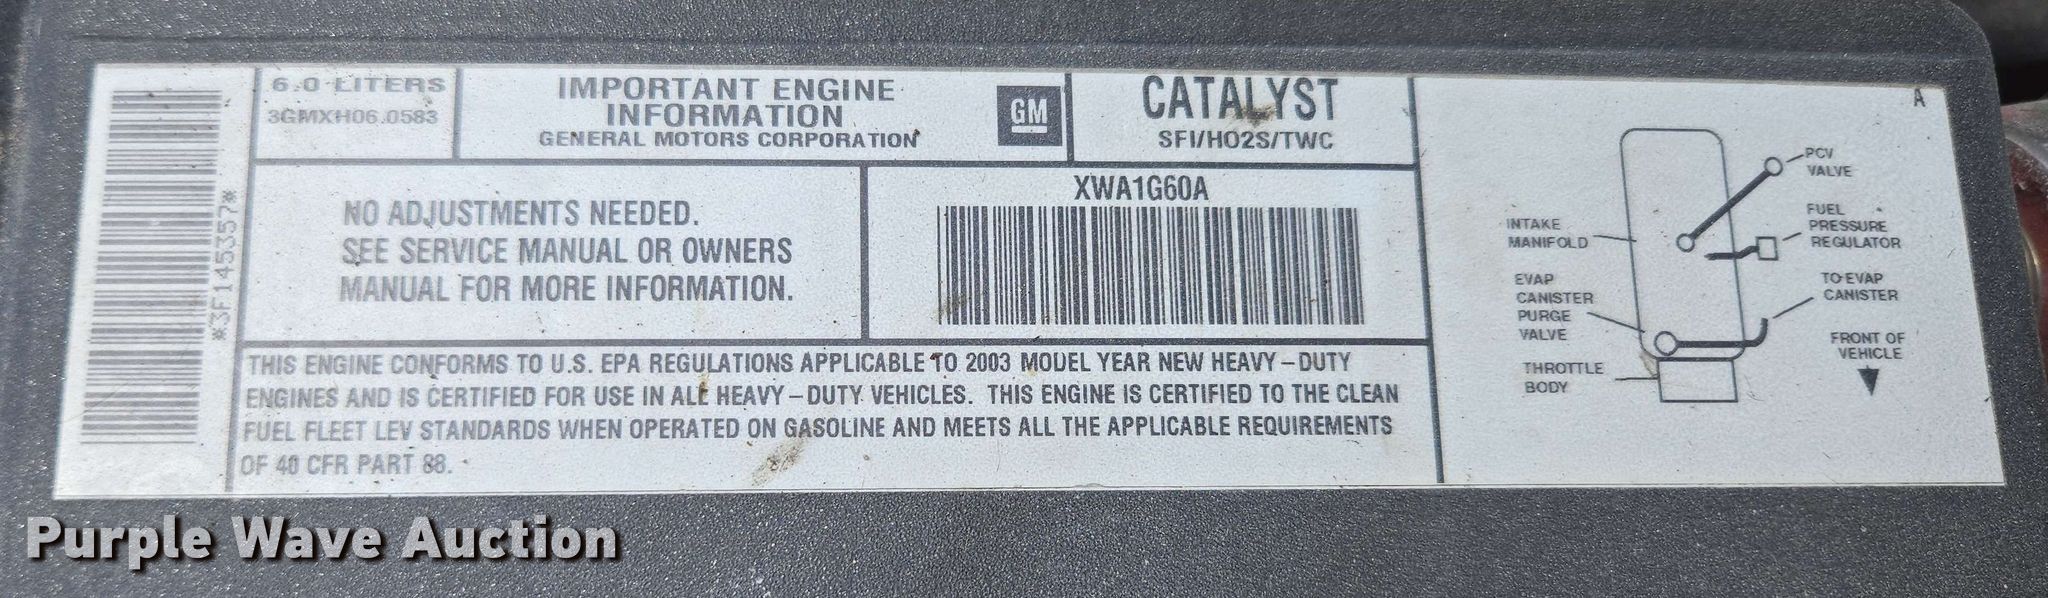 *3F145357*
6.0 LITERS
3GMXH06.0583
IMPORTANT ENGINE
INFORMATION
GENERAL MOTORS CORPORATION
GM
CATALYST
SFI/HO2S/TWC
NO ADJUSTMENTS NEEDED.
SEE SERVICE MANUAL OR OWNERS
MANUAL FOR MORE INFORMATION.
XWA1G60A
THIS ENGINE CONFORMS TO U.S. EPA REGULATIONS APPLICABLE TO 2003 MODEL YEAR NEW HEAVY-DUTY
ENGINES AND IS CERTIFIED FOR USE IN ALL HEAVY-DUTY VEHICLES. THIS ENGINE IS CERTIFIED TO THE CLEAN
FUEL FLEET LEV STANDARDS WHEN OPERATED ON GASOLINE AND MEETS ALL THE APPLICABLE REQUIREMENTS
OF 40 CFR PART 88.
A
PCV
VALVE
FUEL
PRESSURE
REGULATOR
INTAKE
MANIFOLD
EVAP
CANISTER
PURGE
VALVE
TO EVAP
CANISTER
THROTTLE
BODY
FRONT OF
VEHICLE
Purple Wave Auction